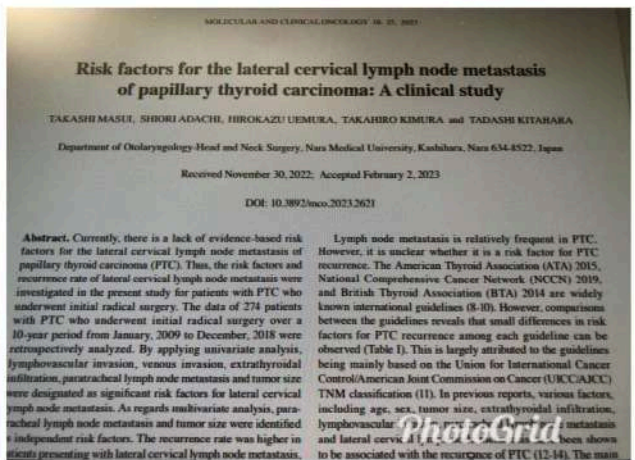 MOLECULAR AND CLINICAL ONCOLOGY 18: 27, 2023
Risk factors for the lateral cervical lymph node metastasis
of papillary thyroid carcinoma: A clinical study
TAKASHI MASUI, SHIORI ADACHI, HIROKAZU UEMURA, TAKAHIRO KIMURA and TADASHI KITAHARA
Department of Otolaryngology-Head and Neck Surgery, Nara Medical University, Kashihara, Nara 634-8522, Japan
Received November 30, 2022; Accepted February 2, 2023
DOI: 10.3892/mco.2023.2621
Abstract. Currently, there is a lack of evidence-based risk
factors for the lateral cervical lymph node metastasis of
papillary thyroid carcinoma (PTC). Thus, the risk factors and
recurrence rate of lateral cervical lymph node metastasis were
investigated in the present study for patients with PTC who
underwent initial radical surgery. The data of 274 patients
with PTC who underwent initial radical surgery over a
10-year period from January, 2009 to December, 2018 were
retrospectively analyzed. By applying univariate analysis,
lymphovascular invasion, venous invasion, extrathyroidal
infiltration, paratracheal lymph node metastasis and tumor size
were designated as significant risk factors for lateral cervical
lymph node metastasis. As regards multivariate analysis, para-
racheal lymph node metastasis and tumor size were identified
s independent risk factors. The recurrence rate was higher in
atients presenting with lateral cervical lymph node metastasis,
Lymph node metastasis is relatively frequent in PTC.
However, it is unclear whether it is a risk factor for PTC
recurrence. The American Thyroid Association (ATA) 2015,
National Comprehensive Cancer Network (NCCN) 2019,
and British Thyroid Association (BTA) 2014 are widely
known international guidelines (8-10). However, comparisons
between the guidelines reveals that small differences in risk
factors for PTC recurrence among each guideline can be
observed (Table I). This is largely attributed to the guidelines
being mainly based on the Union for International Cancer
Control/American Joint Commission on Cancer (UICC/AJCC)
TNM classification (11). In previous reports, various factors,
including age, sex, tumor size, extrathyroidal infiltration,
lymphovascular metastasis
and lateral cervi been shown
to be associated with the recurrence of PTC (12-14). The main
PhotoGrid